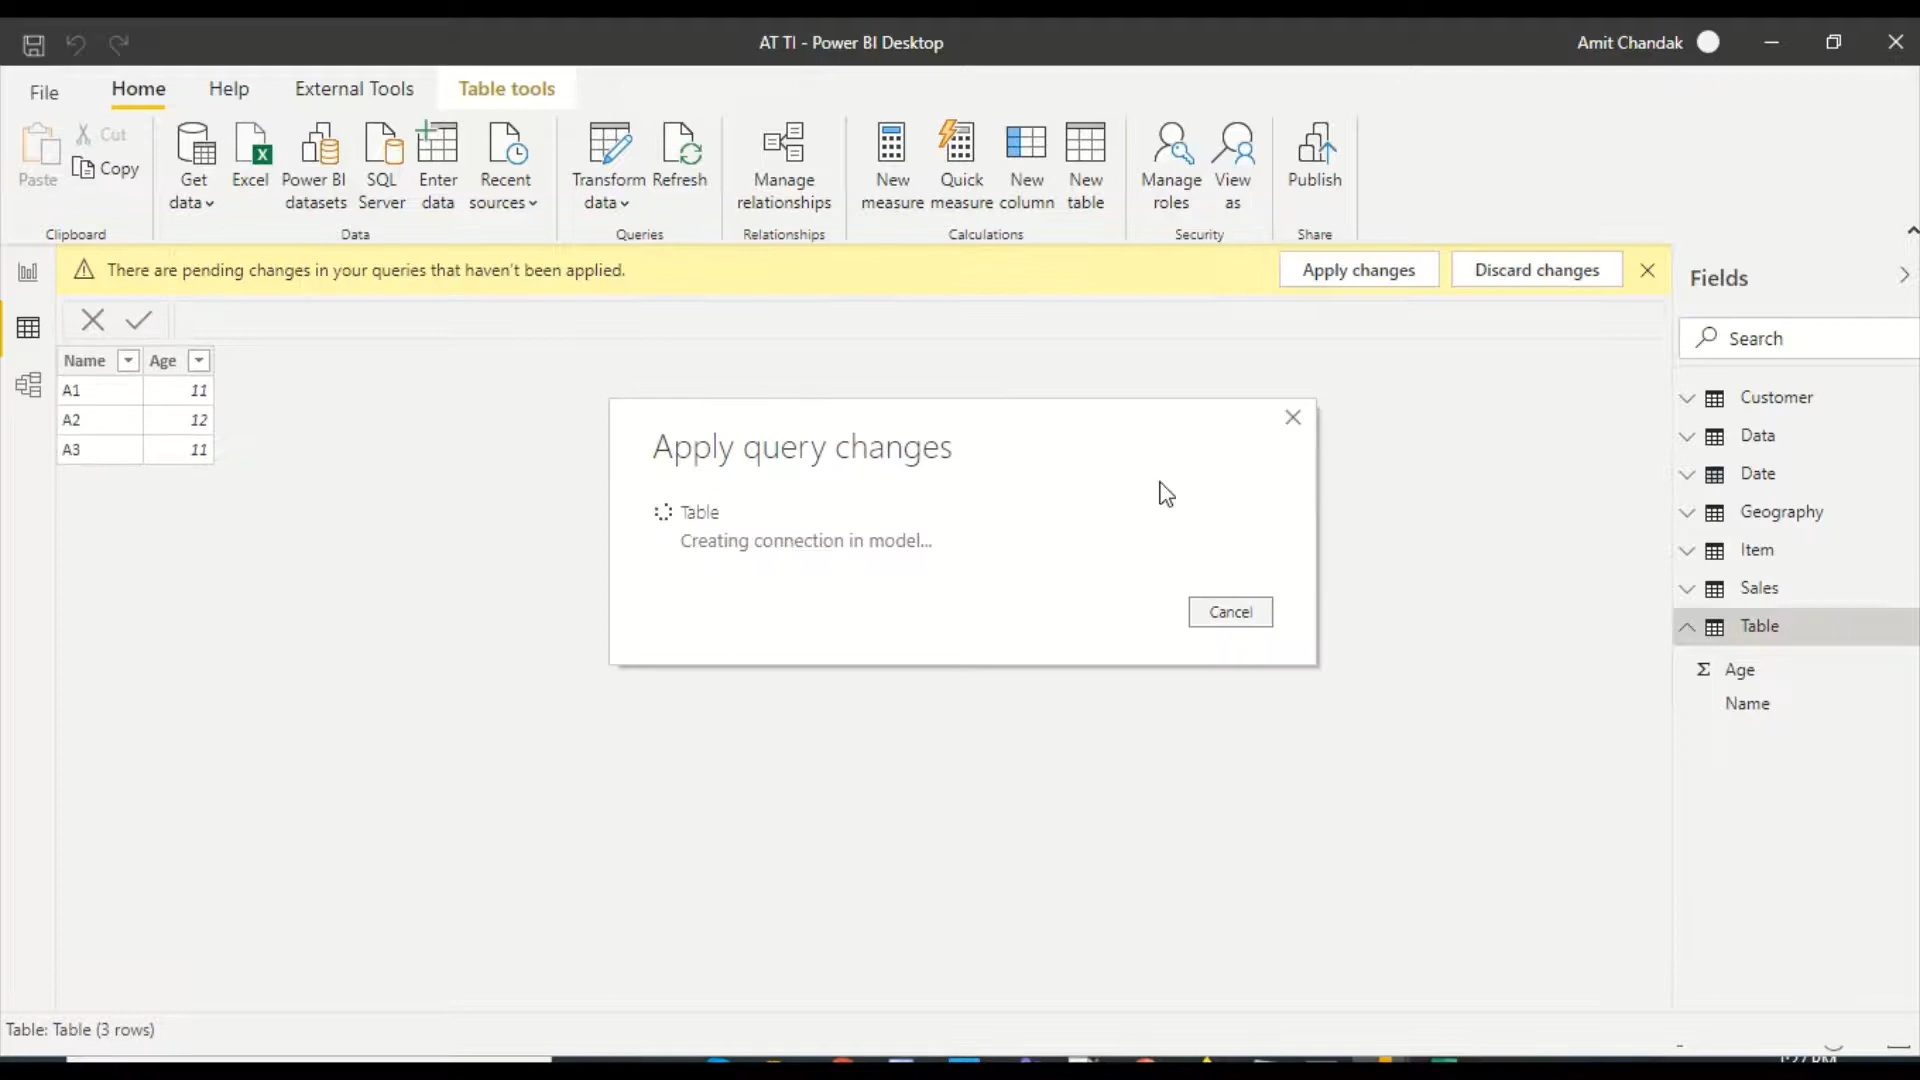 AT TI - Power BI Desktop
Amit Chandak
File
Home
Help
External Tools
Table tools
Paste
Cut
Copy
Get data
Excel
Power BI datasets
SQL Server
Enter data
Recent sources
Transform data
Refresh
Manage relationships
New measure
Quick measure
New column
New table
Manage roles
View as
Publish
Clipboard
Data
Queries
Relationships
Calculations
Security
Share
There are pending changes in your queries that haven't been applied.
Apply changes
Discard changes
Fields
Search
Name
Age
A1 11
A2 12
A3 11
Apply query changes
Table
Creating connection in model...
Cancel
Customer
Data
Date
Geography
Item
Sales
Table
Σ Age
Name
Table: Table (3 rows)
1:27 PM